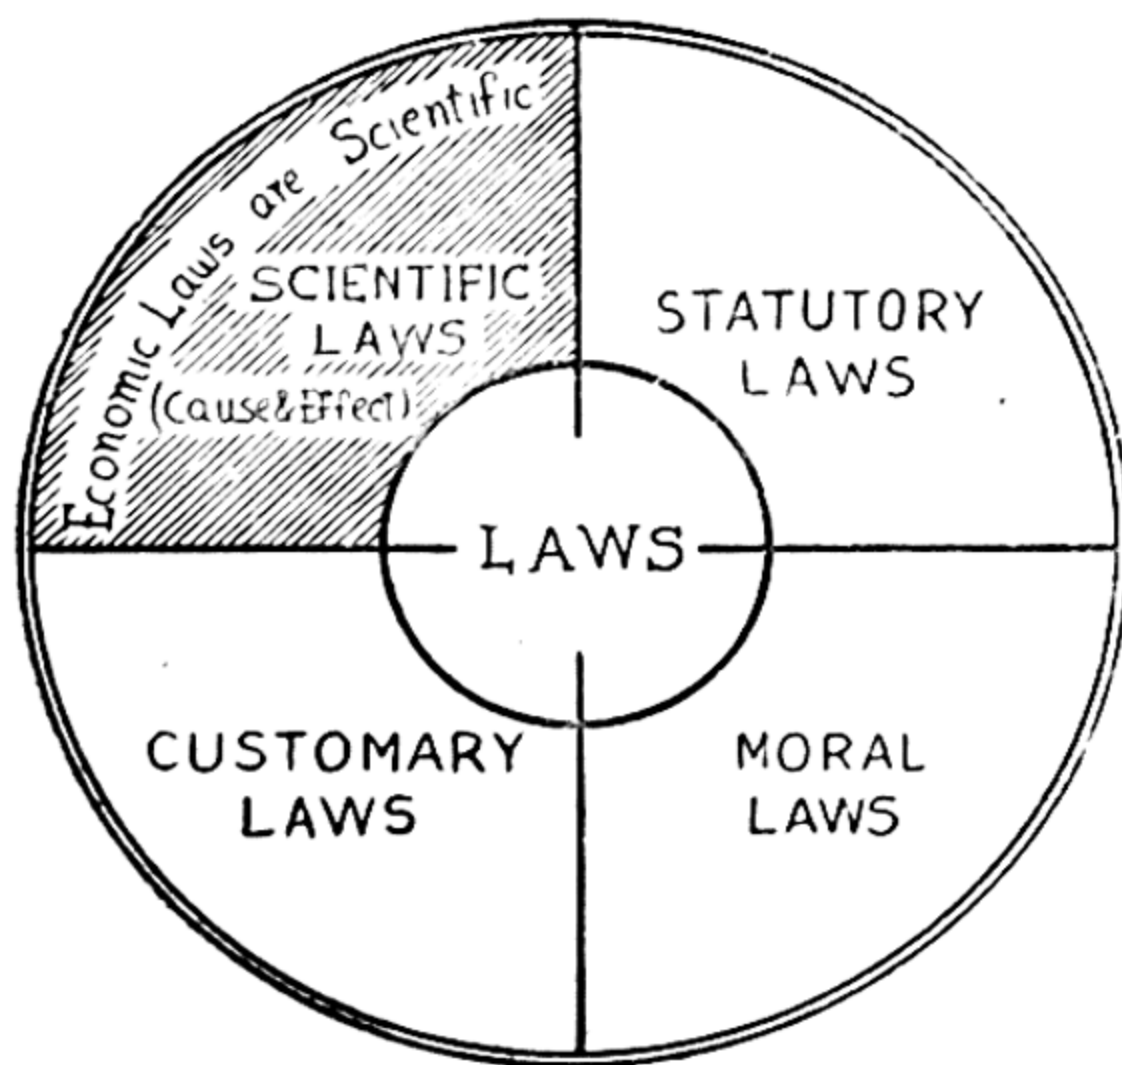 Economic Laws are Scientific
SCIENTIFIC
LAWS
(Cause & Effect)
STATUTORY
LAWS
LAWS
CUSTOMARY
LAWS
MORAL
LAWS